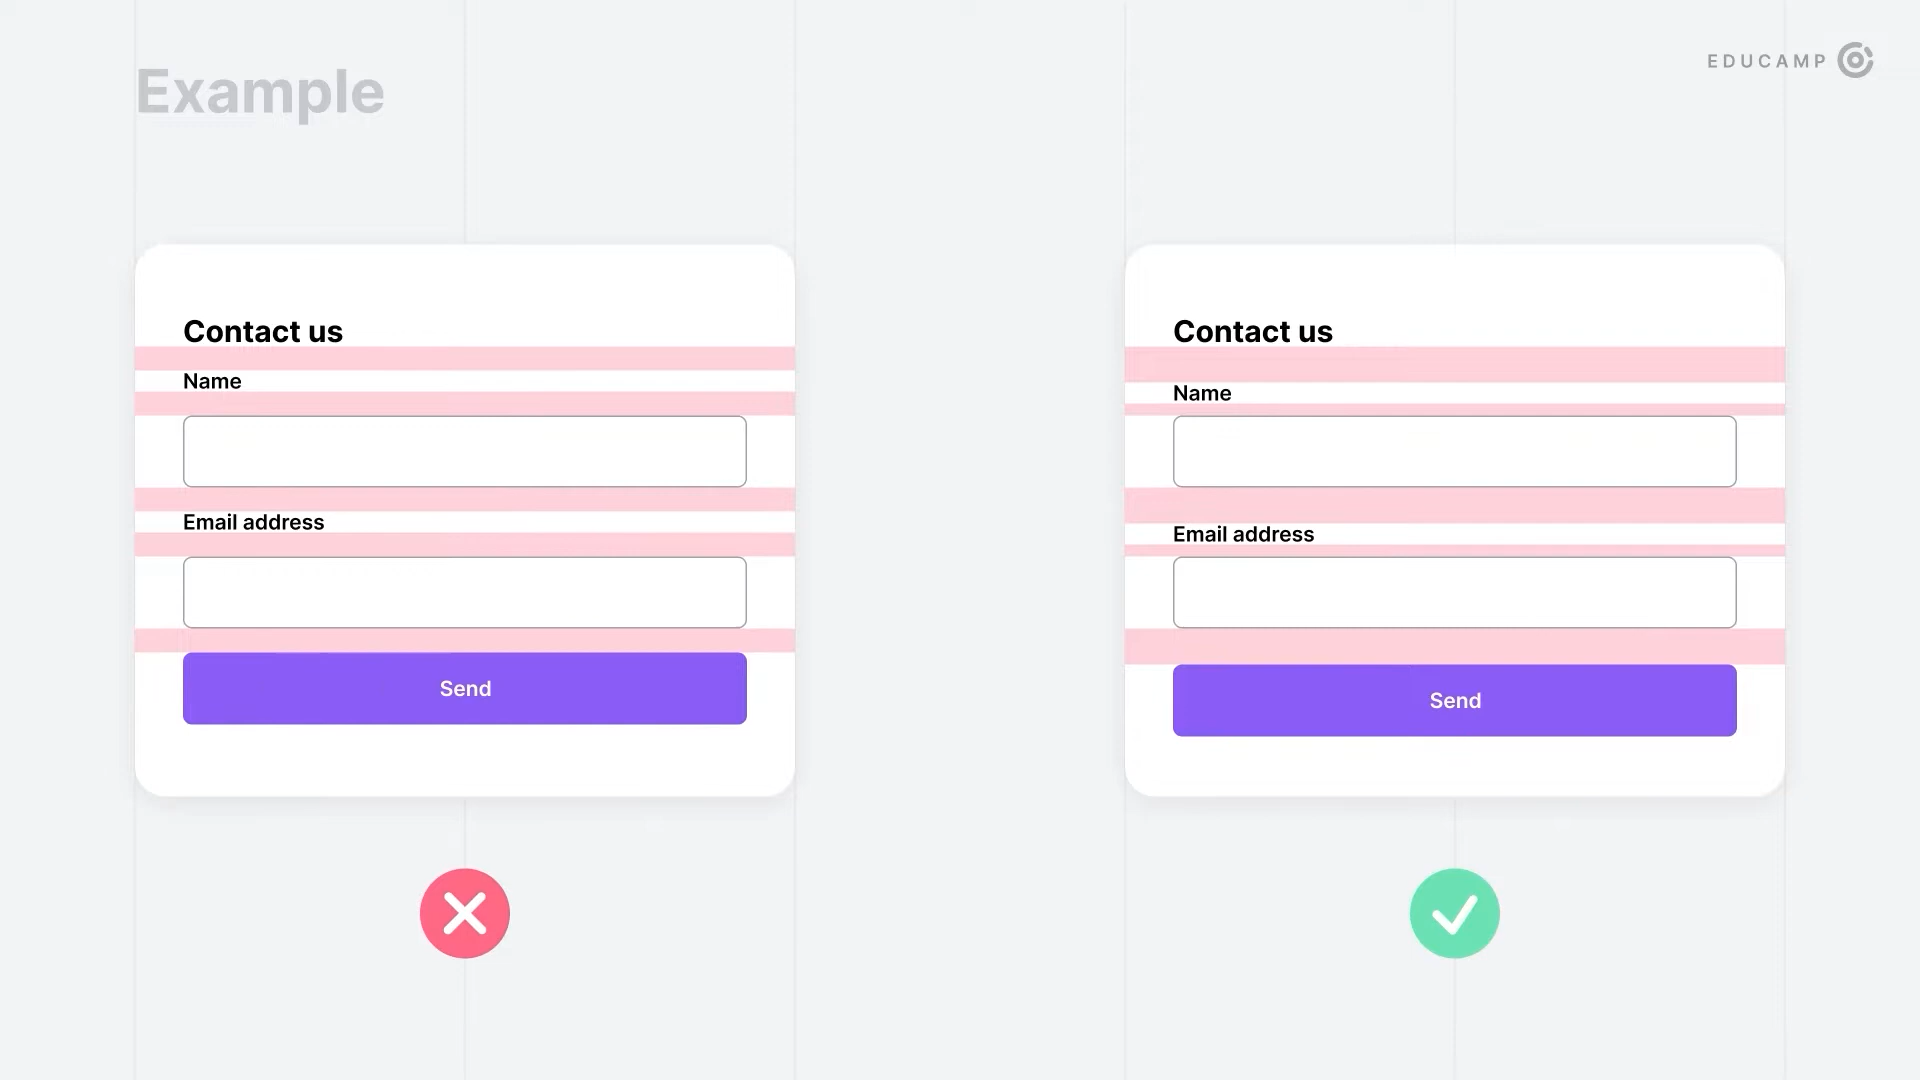 Example
EDUCAMP
Contact us
Name
Email address
Send
Contact us
Name
Email address
Send